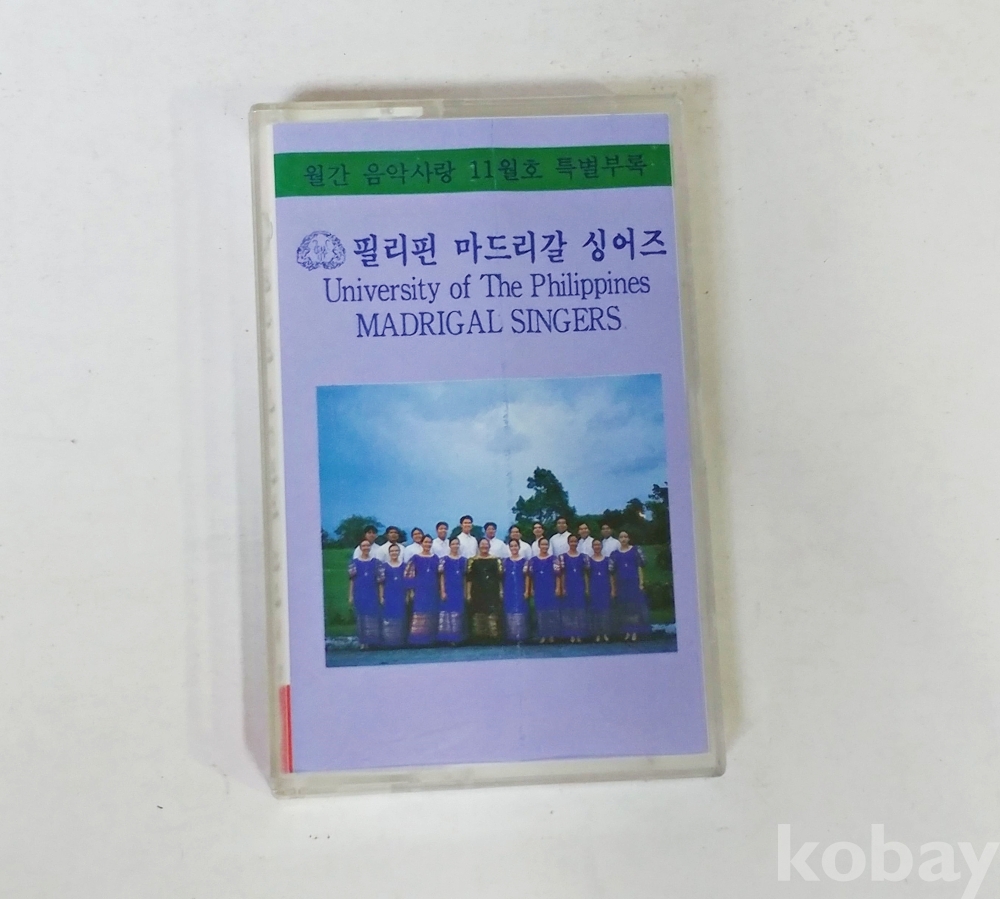 월간 음악사랑 11월호 특별부록
필리핀 마드리갈 싱어즈
University of The Philippines
MADRIGAL SINGERS
kobay